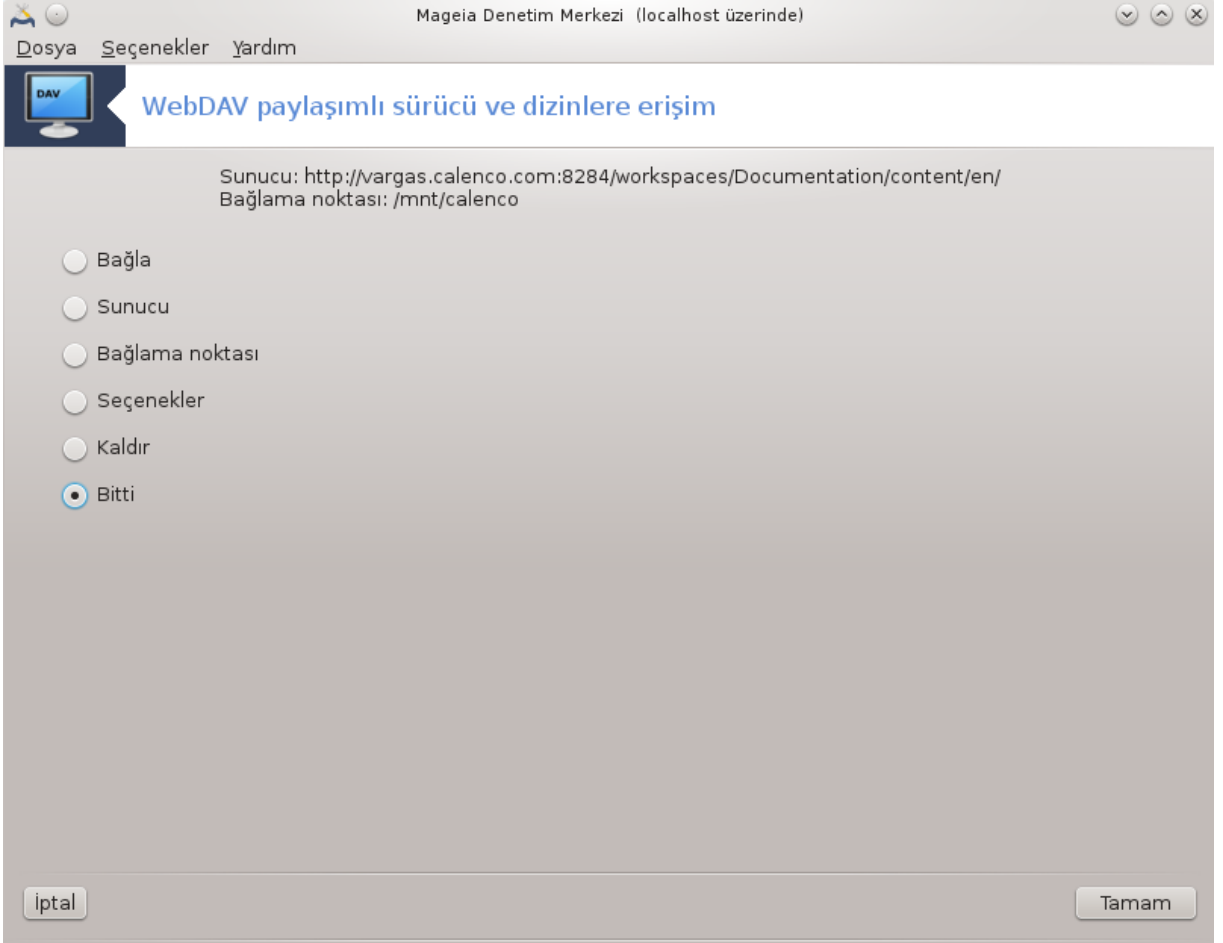 Mageia Denetim Merkezi (localhost üzerinde)
Dosya Seçenekler Yardım
DAV
WebDAV paylaşımlı sürücü ve dizinlere erişim
Sunucu: http://vargas.calenco.com:8284/workspaces/Documentation/content/en/
Bağlama noktası: /mnt/calenco
Bağla
Sunucu
Bağlama noktası
Seçenekler
Kaldır
Bitti
İptal
Tamam